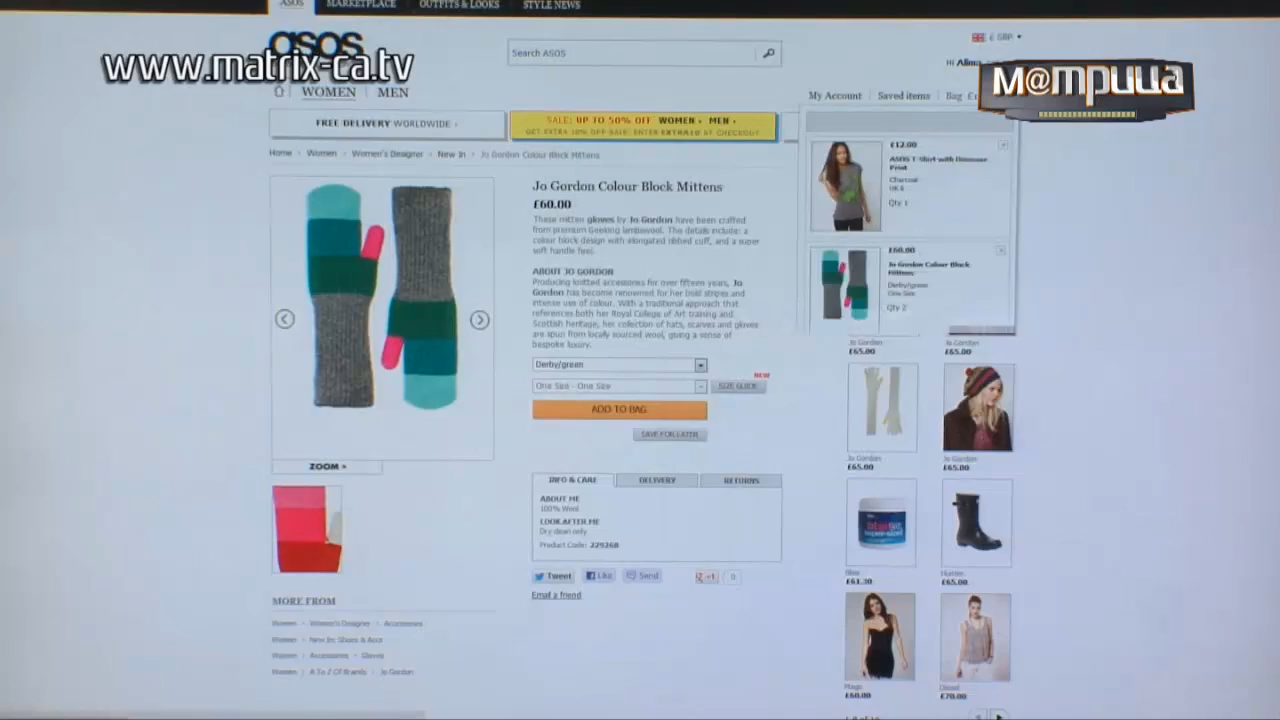 ASOS MARKETPLACE OUTFITS & LOOKS STYLE NEWS
asos
www.matrix-ca.tv
Search ASOS
£ GBP
Hi Alima
М@трица
WOMEN MEN
My Account Saved items Bag
FREE DELIVERY WORLDWIDE
SALE: UP TO 50% OFF WOMEN MEN
GET EXTRA 10% OFF SALE: ENTER EXTRA10 AT CHECKOUT
Home Women Women's Designer New In Jo Gordon Colour Block Mittens
Jo Gordon Colour Block Mittens
£60.00
These mitten gloves by Jo Gordon have been crafted
from premium Geelong lambswool. The details include: a
colour block design with elongated ribbed cuff, and a super
soft handle feel.
ABOUT JO GORDON
Producing knitted accessories for over fifteen years, Jo
Gordon has become renowned for her bold stripes and
intense use of colour. With a traditional approach that
references both her Royal College of Art training and
Scottish heritage, her collection of hats, scarves and gloves
are spun from locally sourced wool, giving a sense of
bespoke luxury.
Derby/green
One Size - One Size
NEW
SIZE GUIDE
ADD TO BAG
SAVE FOR LATER
ZOOM +
INFO & CARE DELIVERY RETURNS
ABOUT ME
100% Wool
LOOK AFTER ME
Dry clean only
Product Code: 229268
Tweet Like Send +1 0
Email a friend
MORE FROM
Women Women's Designer Accessories
Women New In: Shoes & Accs
Women Accessories Gloves
Women A To Z Of Brands Jo Gordon
£12.00
ASOS T-Shirt with Dinosaur
Print
Charcoal
UK 6
Qty 1
£60.00
Jo Gordon Colour Block
Mittens
Derby/green
One Size
Qty 2
Jo Gordon Jo Gordon
£65.00 £65.00
Jo Gordon Jo Gordon
£65.00 £65.00
Hunter
£61.30 £65.00
Diesel
£60.00 £70.00